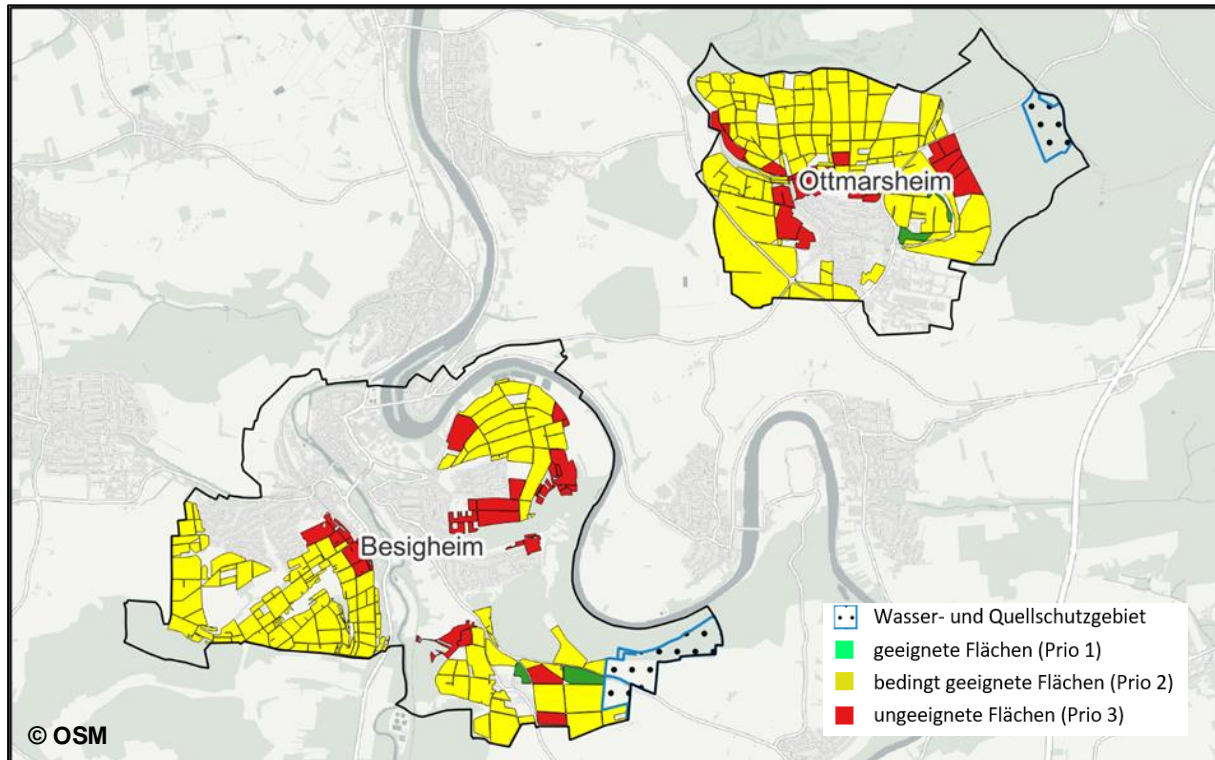 Ottmarsheim
Besigheim
Wasser- und Quellschutzgebiet
geeignete Flächen (Prio 1)
bedingt geeignete Flächen (Prio 2)
ungeeignete Flächen (Prio 3)
© OSM